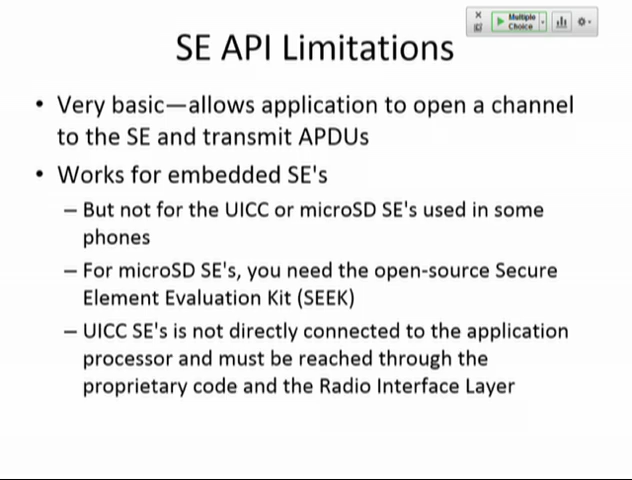 Multiple
Choice
SE API Limitations
• Very basic—allows application to open a channel
to the SE and transmit APDUs
• Works for embedded SE's
– But not for the UICC or microSD SE's used in some
phones
– For microSD SE's, you need the open-source Secure
Element Evaluation Kit (SEEK)
– UICC SE's is not directly connected to the application
processor and must be reached through the
proprietary code and the Radio Interface Layer